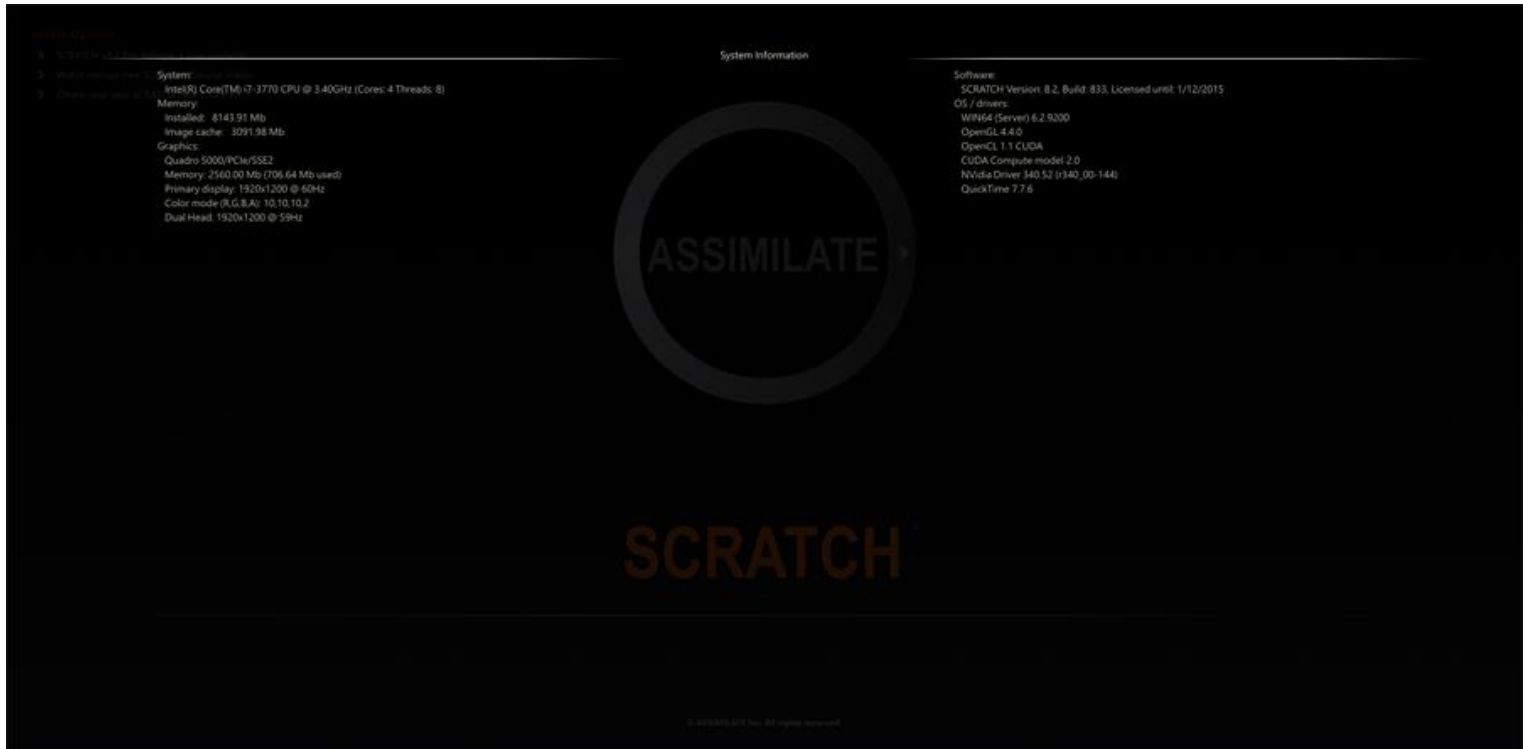 System Information
System:
Intel(R) Core(TM) i7-3770 CPU @ 3.40GHz (Cores: 4 Threads: 8)
Memory:
Installed: 8143.91 Mb
Image cache: 3091.98 Mb
Graphics:
Quadro 5000/PCIe/SSE2
Memory: 2560.00 Mb (706.64 Mb used)
Primary display: 1920x1200 @ 60Hz
Color mode (R,G,B,A): 10,10,10,2
Dual Head: 1920x1200 @ 59Hz
Software:
SCRATCH Version: 8.2, Build: 833, Licensed until: 1/12/2015
OS / drivers:
WIN64 (Server) 6.2.9200
OpenGL 4.4.0
OpenCL 1.1 CUDA
CUDA Compute model 2.0
NVidia Driver 340.52 (r340_00-144)
QuickTime 7.7.6
ASSIMILATE
SCRATCH
© ASSIMILATE Inc. All rights reserved